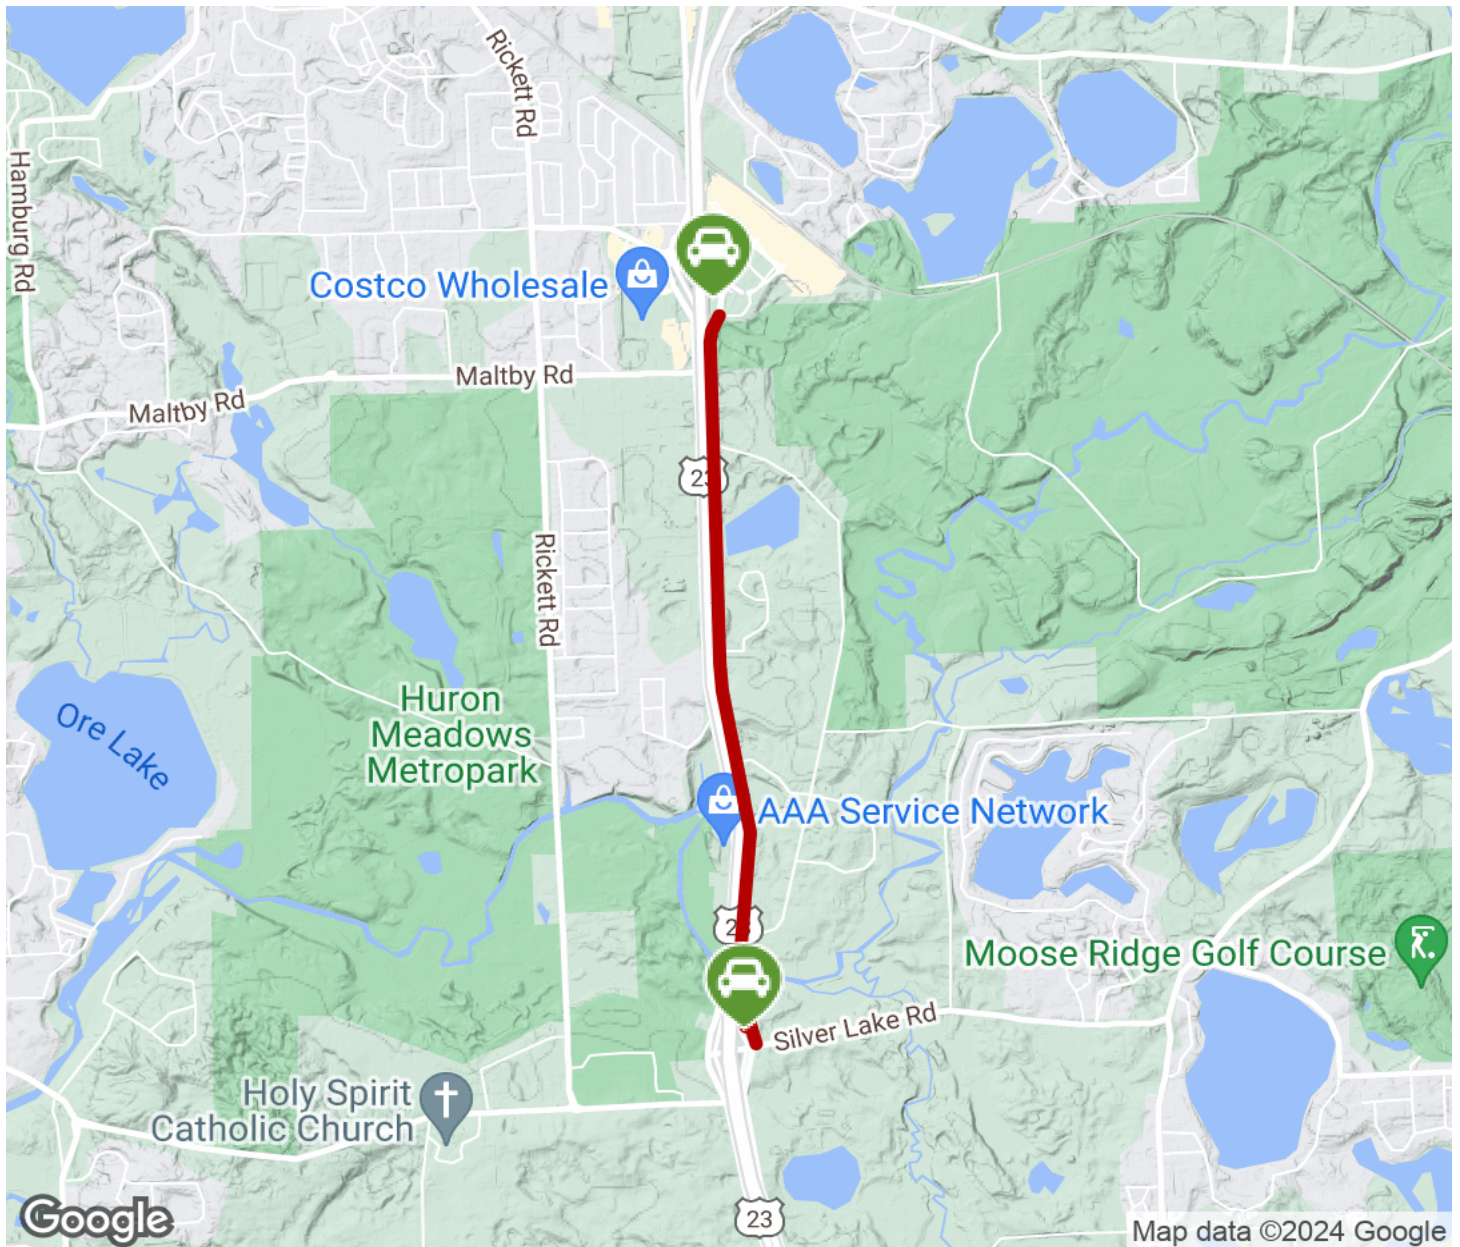 Rickett Rd
Hamburg Rd
Costco Wholesale
Maltby Rd
Maltby Rd
23
Rickett Rd
Ore Lake
Huron
Meadows
Metropark
AAA Service Network
Moose Ridge Golf Course
Silver Lake Rd
Holy Spirit
Catholic Church
23
Google
Map data ©2024 Google